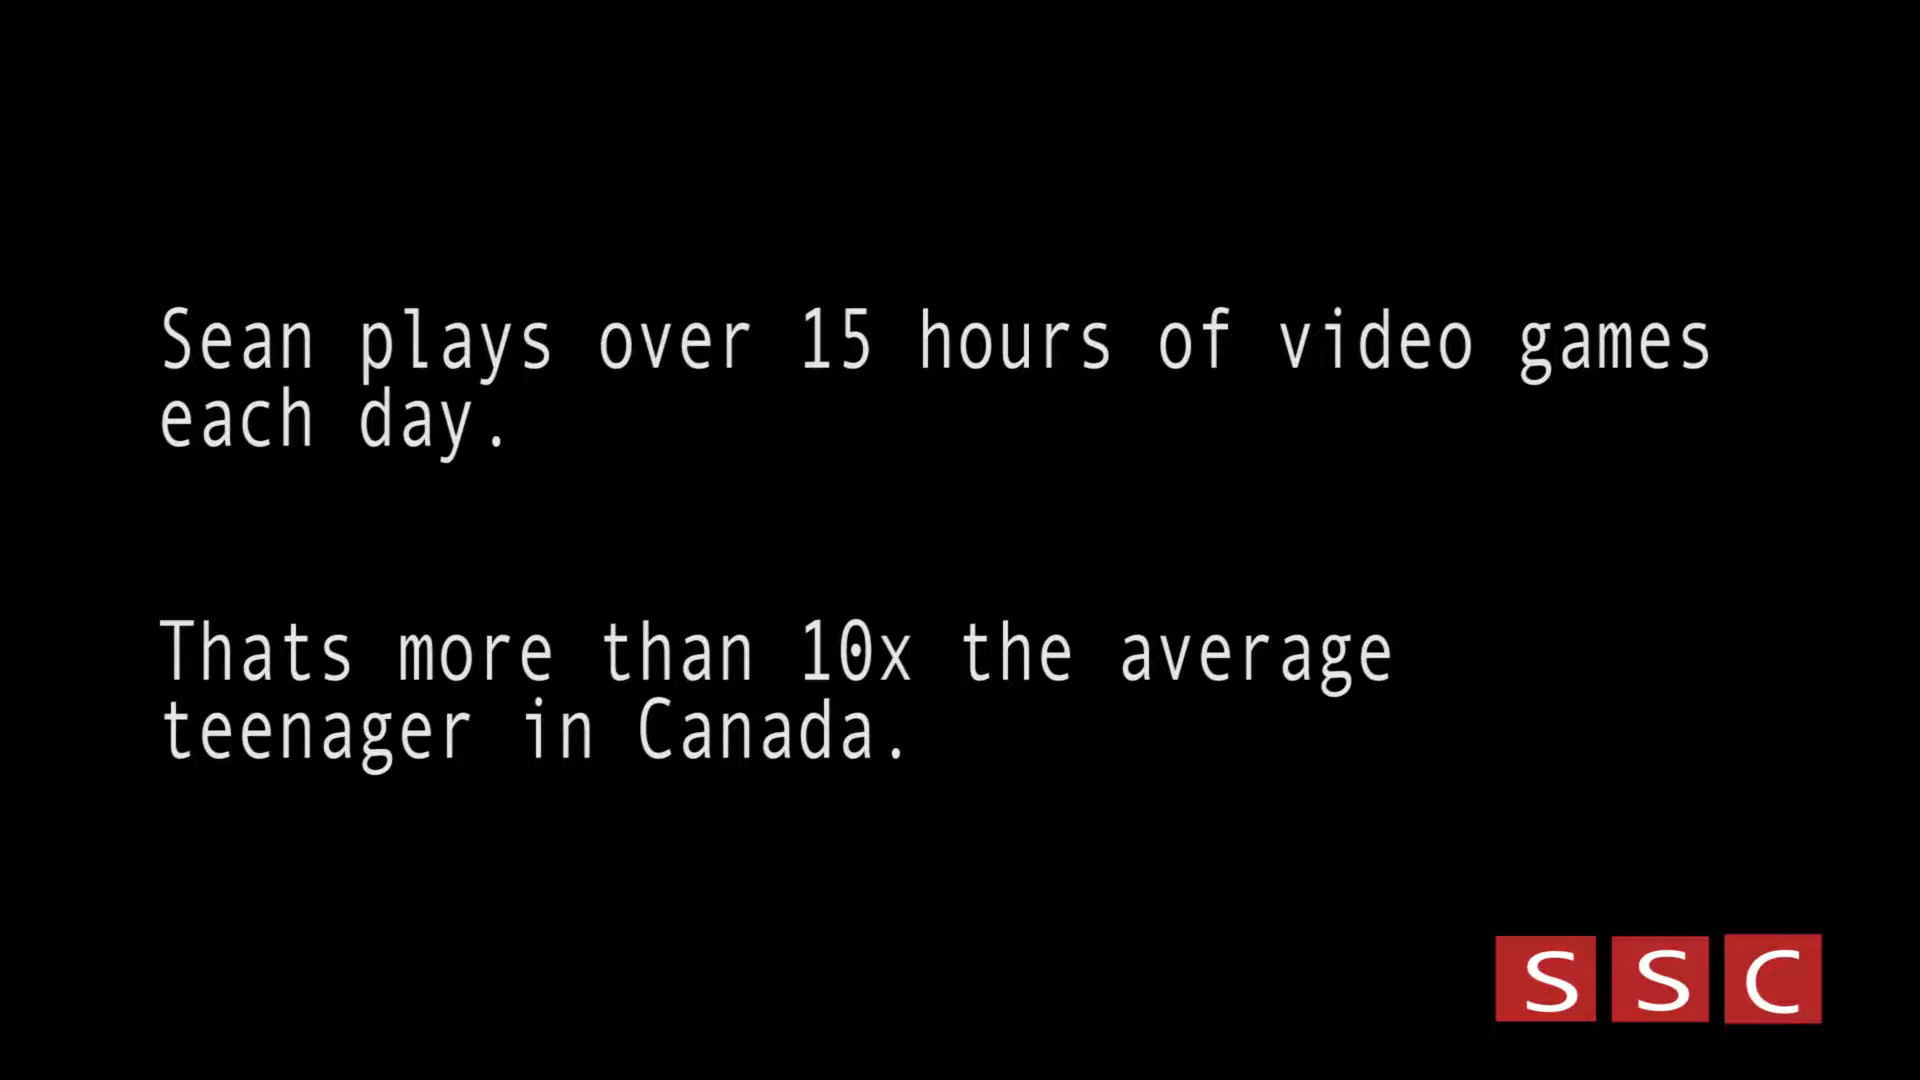 Sean plays over 15 hours of video games
each day.
Thats more than 10x the average
teenager in Canada.
SSC